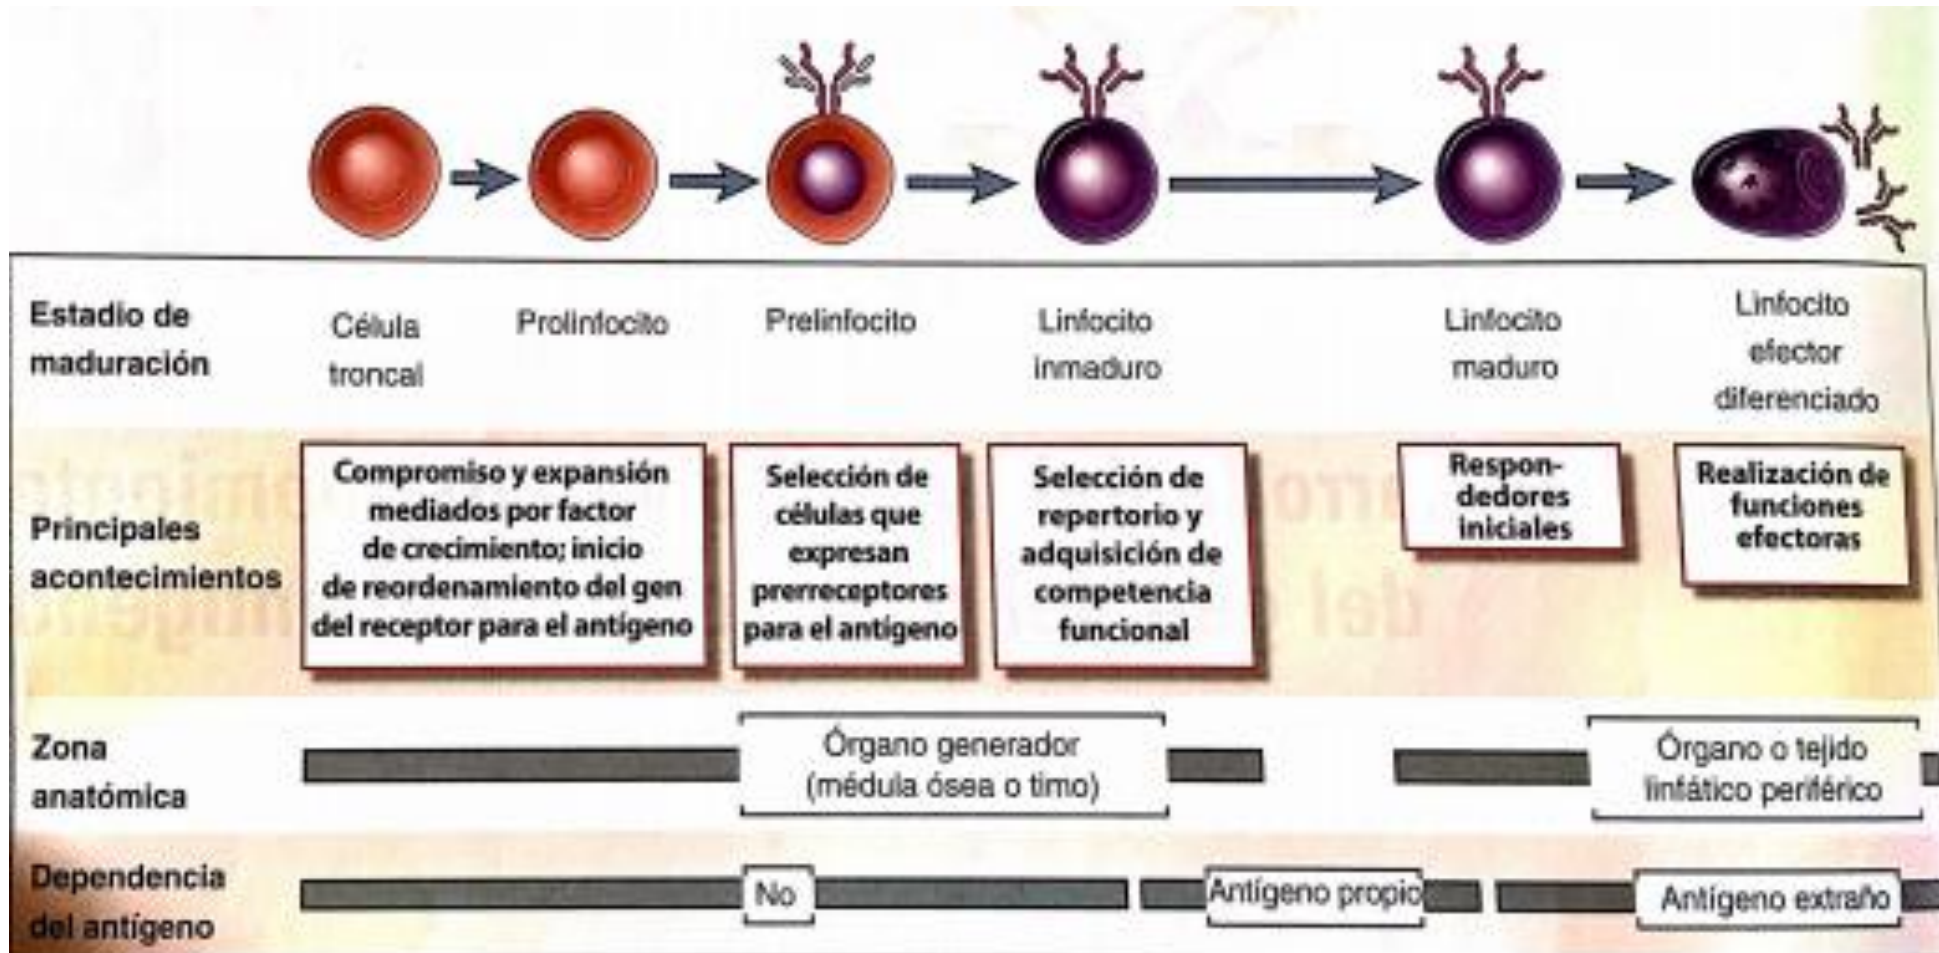 Estadio de
maduración
Célula
troncal
Prolinfocito
Prelinfocito
Linfocito
inmaduro
Linfocito
maduro
Linfocito
efector
diferenciado
Principales
acontecimientos
Compromiso y expansión
mediados por factor
de crecimiento; inicio
de reordenamiento del gen
del receptor para el antígeno
Selección de
células que
expresan
prerreceptores
para el antígeno
Selección de
repertorio y
adquisición de
competencia
funcional
Respon-
dedores
iniciales
Realización de
funciones
efectoras
Zona
anatómica
Órgano generador
(médula ósea o timo)
Órgano o tejido
linfático periférico
Dependencia
del antígeno
No
Antígeno propio
Antígeno extraño